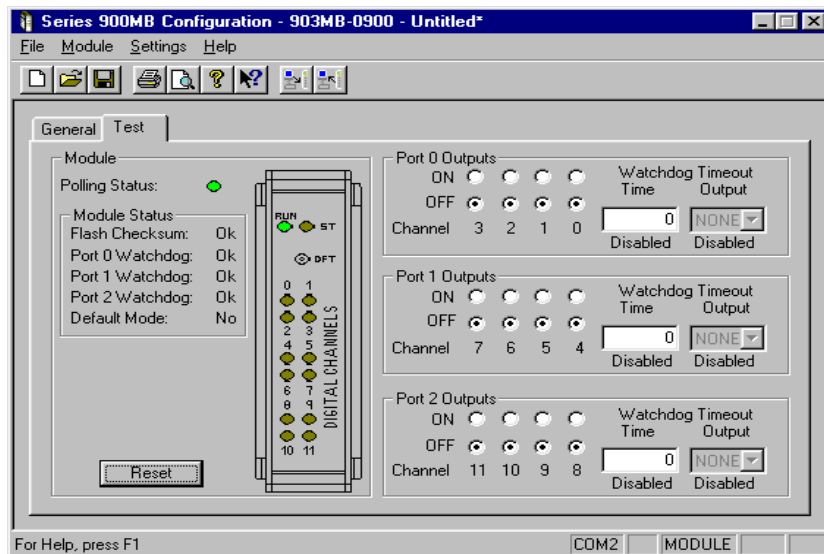 Series 900MB Configuration - 903MB-0900 - Untitled*
File Module Settings Help
General Test
Module
Polling Status:
Module Status
Flash Checksum: Ok
Port 0 Watchdog: Ok
Port 1 Watchdog: Ok
Port 2 Watchdog: Ok
Default Mode: No
Reset
RUN ST
DFT
0 1
2 3
4 5
6 7
8 9
10 11
DIGITAL CHANNELS
Port 0 Outputs
ON
OFF
Channel 3 2 1 0
Watchdog Timeout
Time Output
0 NONE
Disabled Disabled
Port 1 Outputs
ON
OFF
Channel 7 6 5 4
Watchdog Timeout
Time Output
0 NONE
Disabled Disabled
Port 2 Outputs
ON
OFF
Channel 11 10 9 8
Watchdog Timeout
Time Output
0 NONE
Disabled Disabled
For Help, press F1
COM2 MODULE